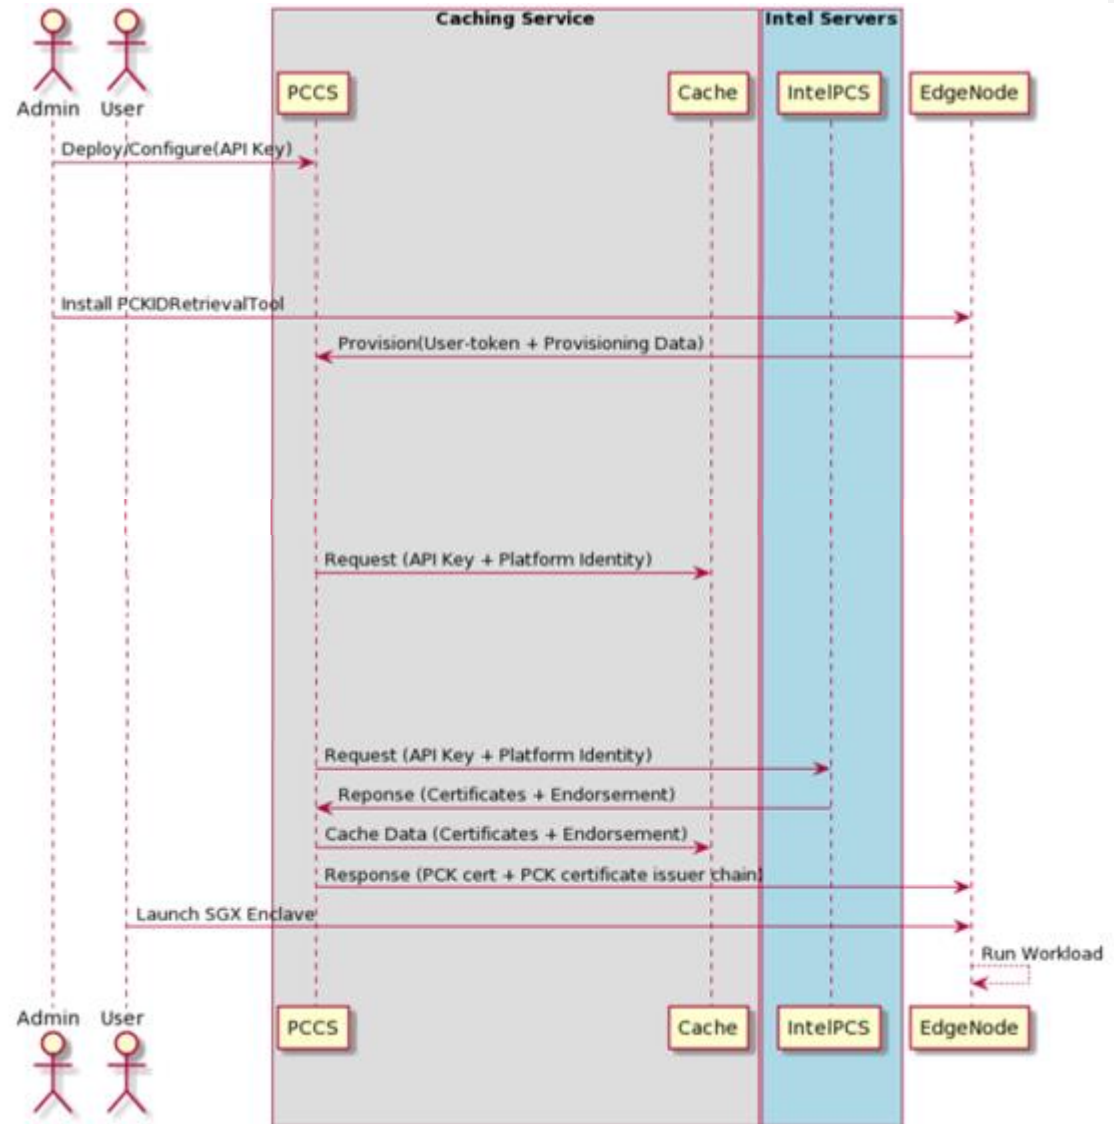 Caching Service
Intel Servers
Admin
User
PCCS
Cache
IntelPCS
EdgeNode
Deploy/Configure(API Key)
Install PCKIDRetrievalTool
Provision(User-token + Provisioning Data)
Request (API Key + Platform Identity)
Request (API Key + Platform Identity)
Reponse (Certificates + Endorsement)
Cache Data (Certificates + Endorsement)
Response (PCK cert + PCK certificate issuer chain)
Launch SGX Enclave
Run Workload
Admin
User
PCCS
Cache
IntelPCS
EdgeNode